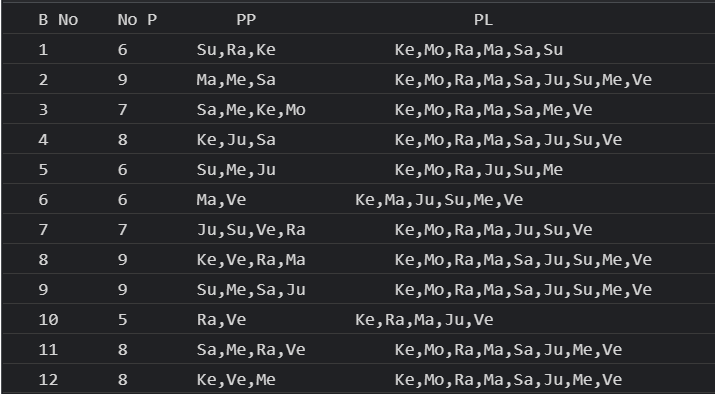 B No No P PP PL
1 6 Su,Ra,Ke Ke,Mo,Ra,Ma,Sa,Su
2 9 Ma,Me,Sa Ke,Mo,Ra,Ma,Sa,Ju,Su,Me,Ve
3 7 Sa,Me,Ke,Mo Ke,Mo,Ra,Ma,Sa,Me,Ve
4 8 Ke,Ju,Sa Ke,Mo,Ra,Ma,Sa,Ju,Su,Ve
5 6 Su,Me,Ju Ke,Mo,Ra,Ju,Su,Me
6 6 Ma,Ve Ke,Ma,Ju,Su,Me,Ve
7 7 Ju,Su,Ve,Ra Ke,Mo,Ra,Ma,Ju,Su,Ve
8 9 Ke,Ve,Ra,Ma Ke,Mo,Ra,Ma,Sa,Ju,Su,Me,Ve
9 9 Su,Me,Sa,Ju Ke,Mo,Ra,Ma,Sa,Ju,Su,Me,Ve
10 5 Ra,Ve Ke,Ra,Ma,Ju,Ve
11 8 Sa,Me,Ra,Ve Ke,Mo,Ra,Ma,Sa,Ju,Me,Ve
12 8 Ke,Ve,Me Ke,Mo,Ra,Ma,Sa,Ju,Me,Ve